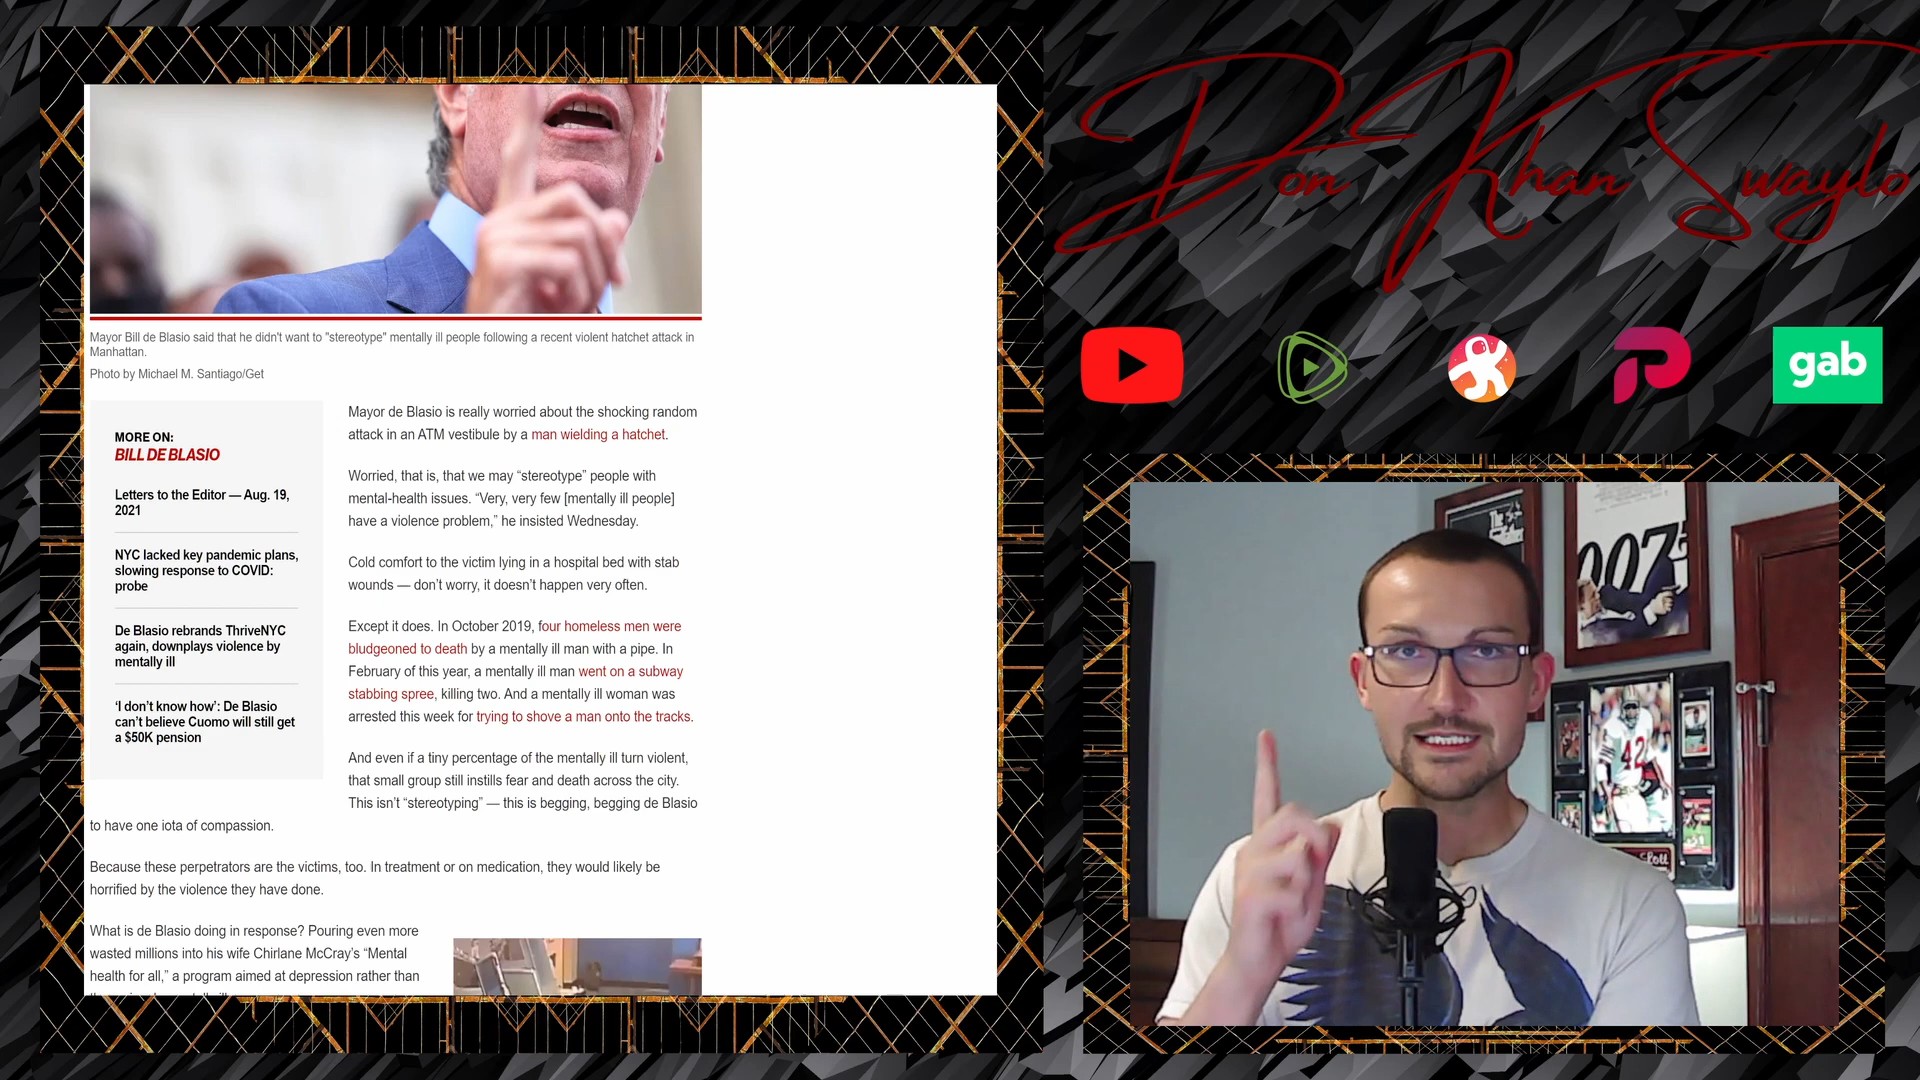 Mayor Bill de Blasio said that he didn't want to "stereotype" mentally ill people following a recent violent hatchet attack in
Manhattan.
Photo by Michael M. Santiago/Get
MORE ON:
BILL DE BLASIO
Letters to the Editor — Aug. 19,
2021
NYC lacked key pandemic plans,
slowing response to COVID:
probe
De Blasio rebrands ThriveNYC
again, downplays violence by
mentally ill
‘I don’t know how’: De Blasio
can’t believe Cuomo will still get
a $50K pension
Mayor de Blasio is really worried about the shocking random
attack in an ATM vestibule by a man wielding a hatchet.
Worried, that is, that we may “stereotype” people with
mental-health issues. “Very, very few [mentally ill people]
have a violence problem,” he insisted Wednesday.
Cold comfort to the victim lying in a hospital bed with stab
wounds — don’t worry, it doesn’t happen very often.
Except it does. In October 2019, four homeless men were
bludgeoned to death by a mentally ill man with a pipe. In
February of this year, a mentally ill man went on a subway
stabbing spree, killing two. And a mentally ill woman was
arrested this week for trying to shove a man onto the tracks.
And even if a tiny percentage of the mentally ill turn violent,
that small group still instills fear and death across the city.
This isn’t “stereotyping” — this is begging, begging de Blasio
to have one iota of compassion.
Because these perpetrators are the victims, too. In treatment or on medication, they would likely be
horrified by the violence they have done.
What is de Blasio doing in response? Pouring even more
wasted millions into his wife Chirlane McCray’s “Mental
health for all,” a program aimed at depression rather than
Don Khan Swaylo
gab
The
007
42
Lott